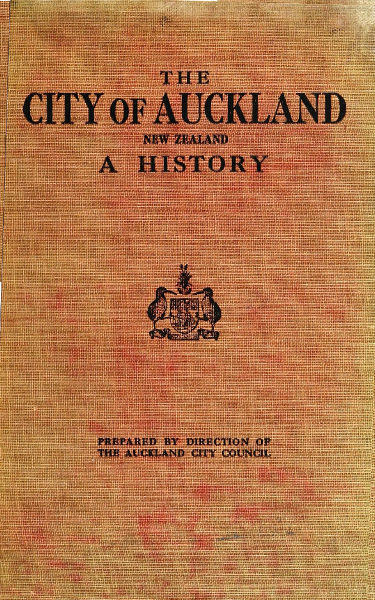 THE
CITY OF AUCKLAND
NEW ZEALAND
A HISTORY
PREPARED BY DIRECTION OF
THE AUCKLAND CITY COUNCIL